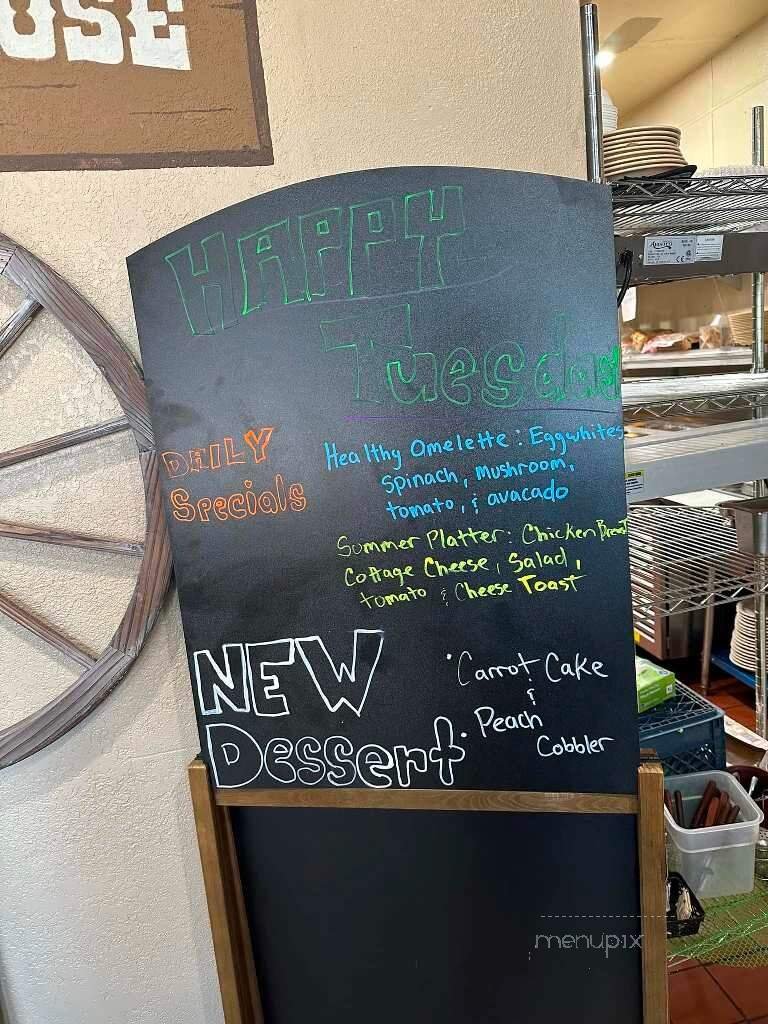 USE
HAPPY
Tuesday
DAILY
Specials
Healthy Omelette: Eggwhites
Spinach, mushroom,
tomato, & avacado
Summer Platter: Chicken Breast
Cottage Cheese, Salad,
tomato & Cheese Toast
NEW
Dessert
• Carrot Cake
&
• Peach
Cobbler
menupix